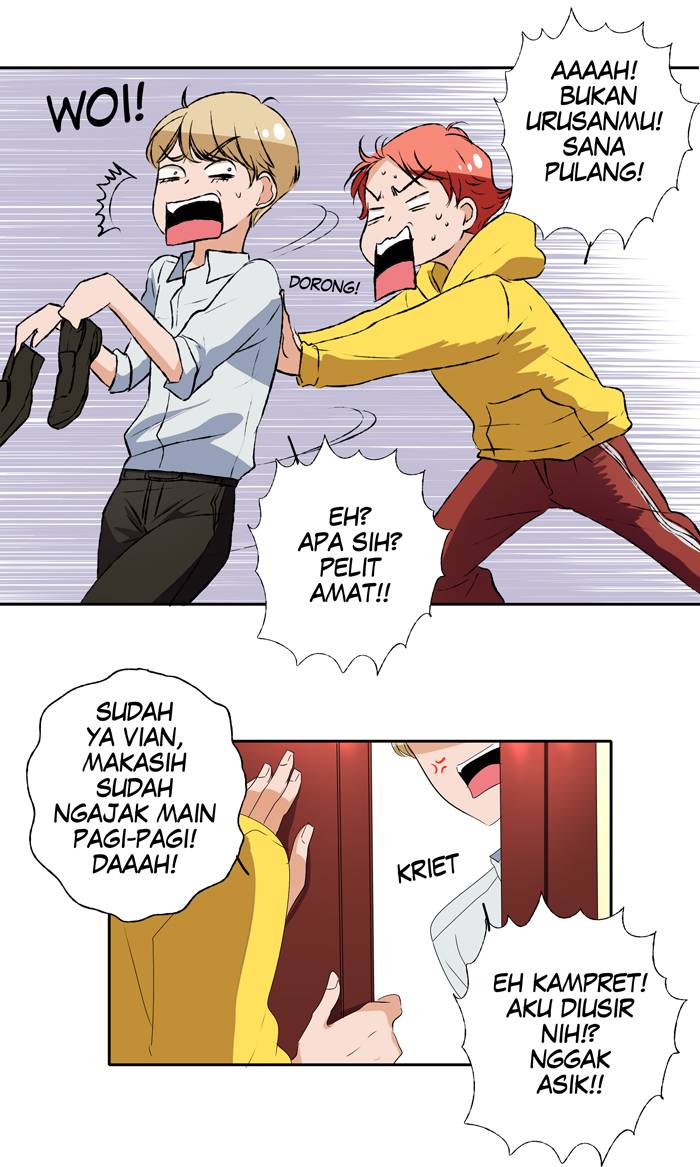 WOI!
AAAAH!
BUKAN
URUSANMU!
SANA
PULANG!
DORONG!
EH?
APA SIH?
PELIT
AMAT!!
SUDAH
YA VIAN,
MAKASIH
SUDAH
NGAJAK MAIN
PAGI-PAGI!
DAAAH!
KRIET
EH KAMPRET!
AKU DIUSIR
NIH!?
NGGAK
ASIK!!